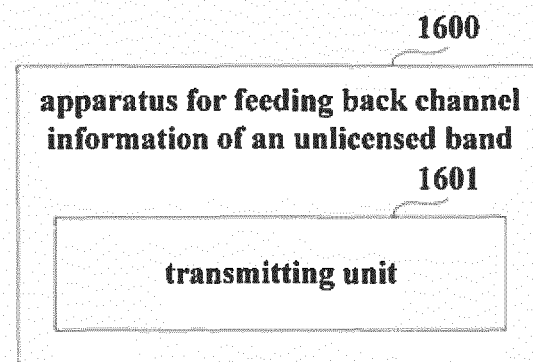 1600
apparatus for feeding back channel
information of an unlicensed band
1601
transmitting unit